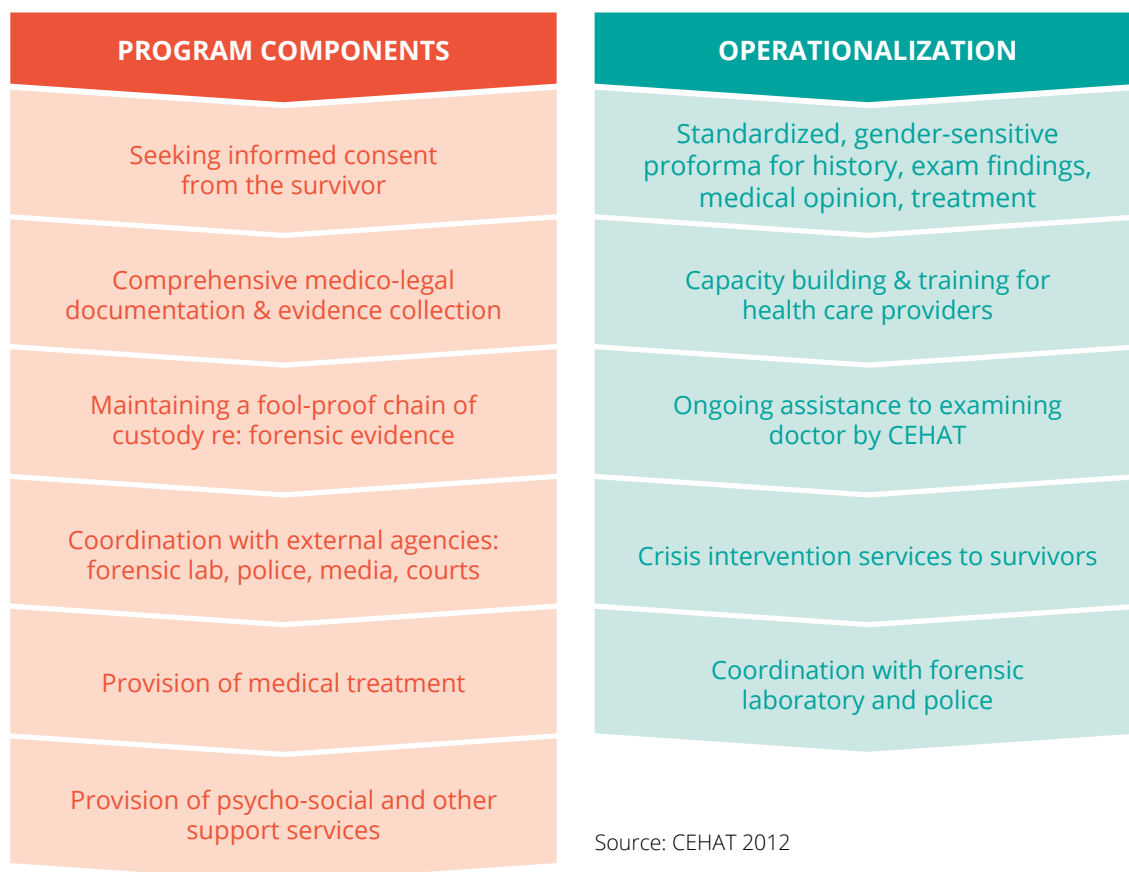 PROGRAM COMPONENTS
Seeking informed consent
from the survivor
Comprehensive medico-legal
documentation & evidence collection
Maintaining a fool-proof chain of
custody re: forensic evidence
Coordination with external agencies:
forensic lab, police, media, courts
Provision of medical treatment
Provision of psycho-social and other
support services
OPERATIONALIZATION
Standardized, gender-sensitive
proforma for history, exam findings,
medical opinion, treatment
Capacity building & training for
health care providers
Ongoing assistance to examining
doctor by CEHAT
Crisis intervention services to survivors
Coordination with forensic
laboratory and police
Source: CEHAT 2012